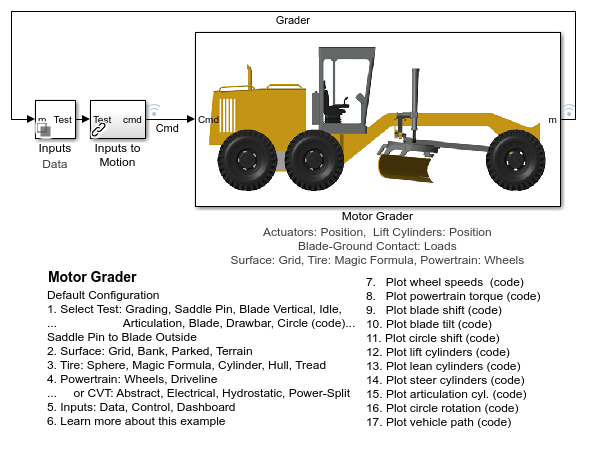 Grader
m Test
Test cmd
Cmd
Cmd
m
Inputs
Data
Inputs to
Motion
Motor Grader
Actuators: Position, Lift Cylinders: Position
Blade-Ground Contact: Loads
Surface: Grid, Tire: Magic Formula, Powertrain: Wheels
Motor Grader
Default Configuration
1. Select Test: Grading, Saddle Pin, Blade Vertical, Idle,
... Articulation, Blade, Drawbar, Circle (code)...
Saddle Pin to Blade Outside
2. Surface: Grid, Bank, Parked, Terrain
3. Tire: Sphere, Magic Formula, Cylinder, Hull, Tread
4. Powertrain: Wheels, Driveline
... or CVT: Abstract, Electrical, Hydrostatic, Power-Split
5. Inputs: Data, Control, Dashboard
6. Learn more about this example
7. Plot wheel speeds (code)
8. Plot powertrain torque (code)
9. Plot blade shift (code)
10. Plot blade tilt (code)
11. Plot circle shift (code)
12. Plot lift cylinders (code)
13. Plot lean cylinders (code)
14. Plot steer cylinders (code)
15. Plot articulation cyl. (code)
16. Plot circle rotation (code)
17. Plot vehicle path (code)